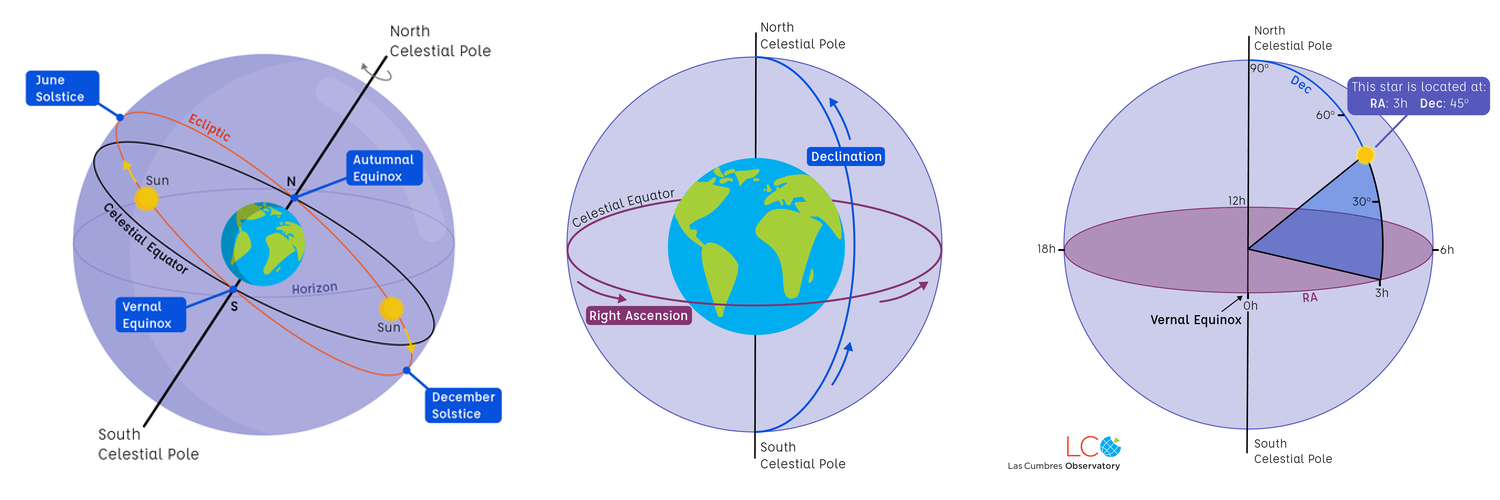 North
Celestial Pole
June
Solstice
Ecliptic
Autumnal
Equinox
Sun
N
Celestial Equator
Horizon
Vernal
Equinox
S
Sun
December
Solstice
South
Celestial Pole
North
Celestial Pole
Declination
Celestial Equator
Right Ascension
South
Celestial Pole
North
Celestial Pole
90°
Dec
This star is located at:
RA: 3h Dec: 45°
60°
30°
12h
18h
6h
3h
RA
0h
Vernal Equinox
South
Celestial Pole
LCO
Las Cumbres Observatory